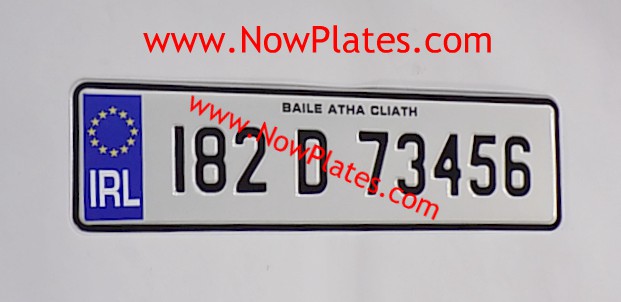 www.NowPlates.com
BAILE ATHA CLIATH
IRL
182 D 73456
www.NowPlates.com